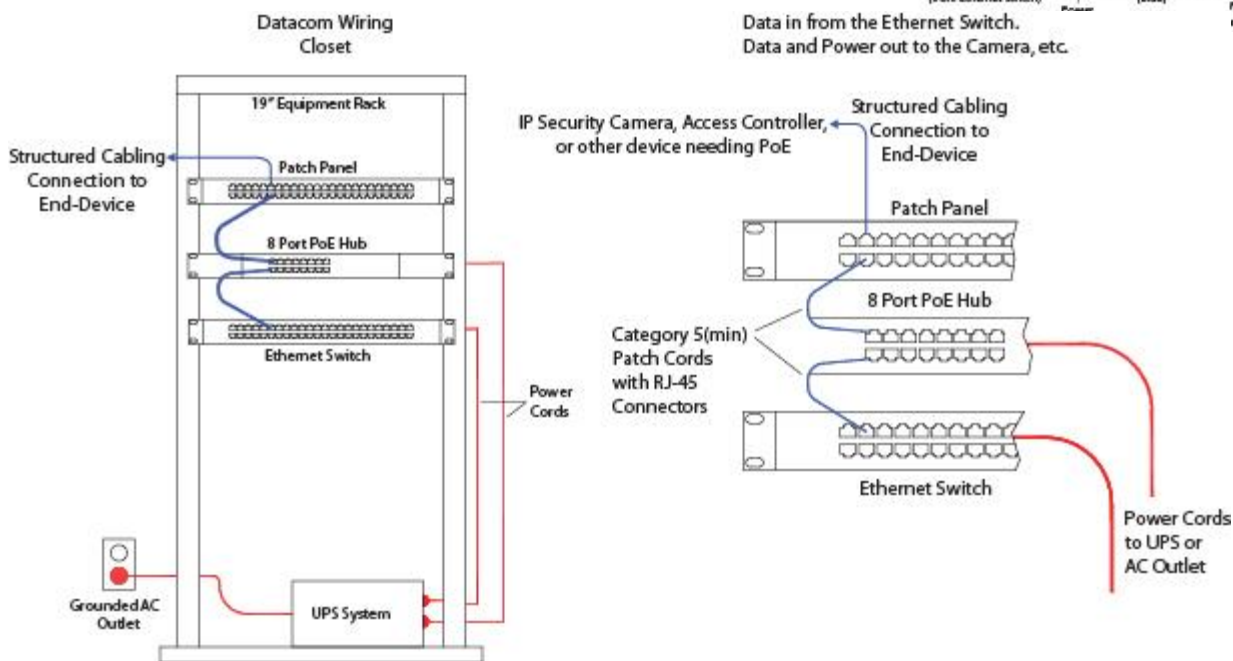 Datacom Wiring
Closet
19" Equipment Rack
Structured Cabling
Connection to
End-Device
Patch Panel
8 Port PoE Hub
Ethernet Switch
Power
Cords
Grounded AC
Outlet
UPS System
Power
Data in from the Ethernet Switch.
Data and Power out to the Camera, etc.
IP Security Camera, Access Controller,
or other device needing PoE
Structured Cabling
Connection to
End-Device
Patch Panel
8 Port PoE Hub
Category 5(min)
Patch Cords
with RJ-45
Connectors
Ethernet Switch
Power Cords
to UPS or
AC Outlet